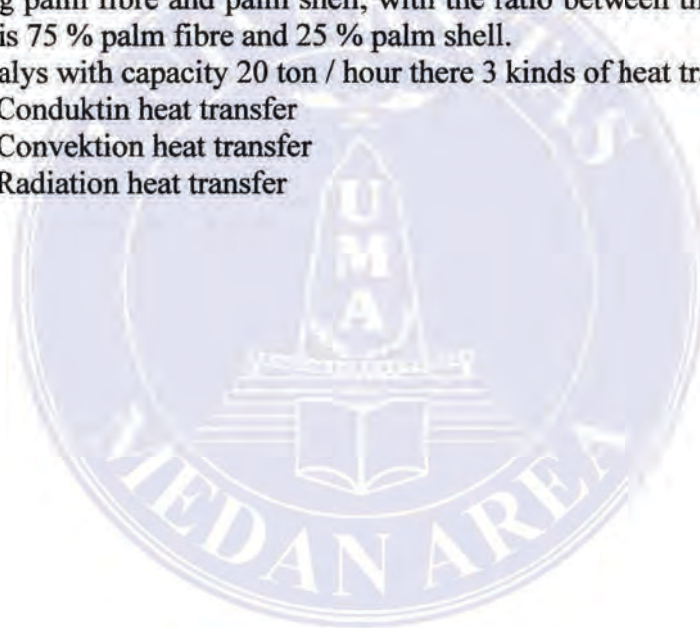 g palm fibre and palm shell, with the ratio between th
is 75 % palm fibre and 25 % palm shell.
alys with capacity 20 ton / hour there 3 kinds of heat tr
Conduktin heat transfer
Convektion heat transfer
Radiation heat transfer
U
M
A
MEDAN AREA